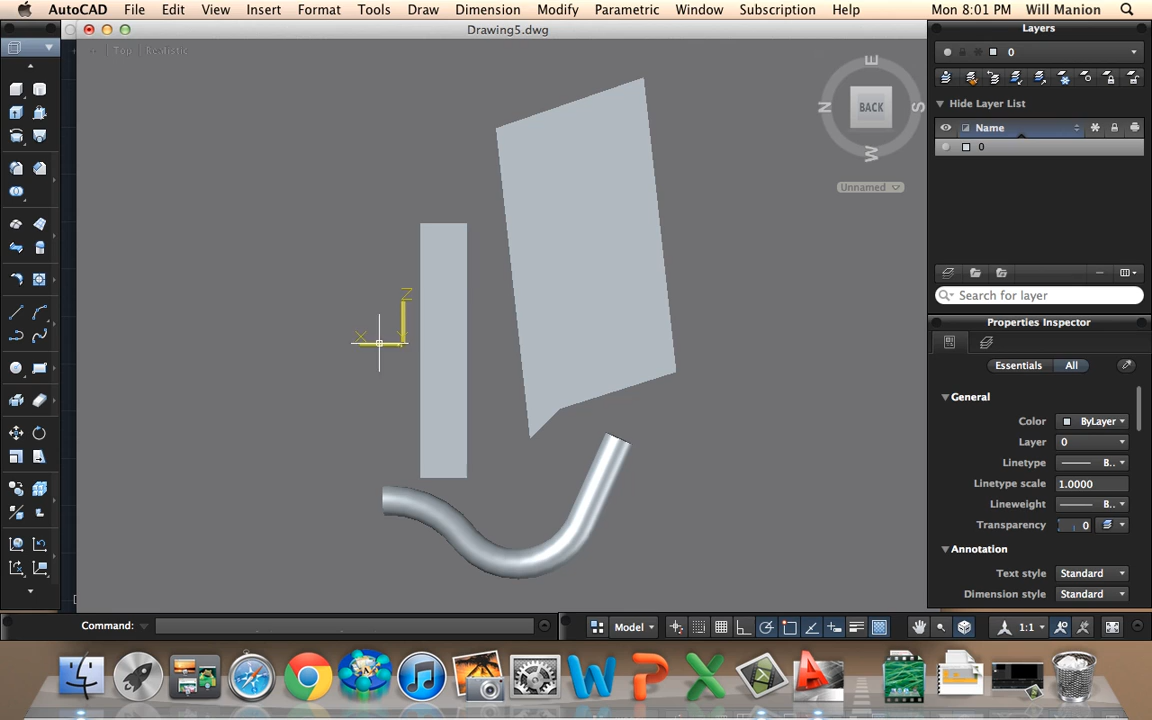 AutoCAD File Edit View Insert Format Tools Draw Dimension Modify Parametric Window Subscription Help Mon 8:01 PM Will Manion
Drawing5.dwg
Layers
Top Realistic
0
E
N BACK S
W
Unnamed
Hide Layer List
Name
0
Z
X
Search for layer
Properties Inspector
Essentials All
General
Color ByLayer
Layer 0
Linetype B..
Linetype scale 1.0000
Lineweight B..
Transparency 0
Annotation
Text style Standard
Dimension style Standard
Command: Model 1:1